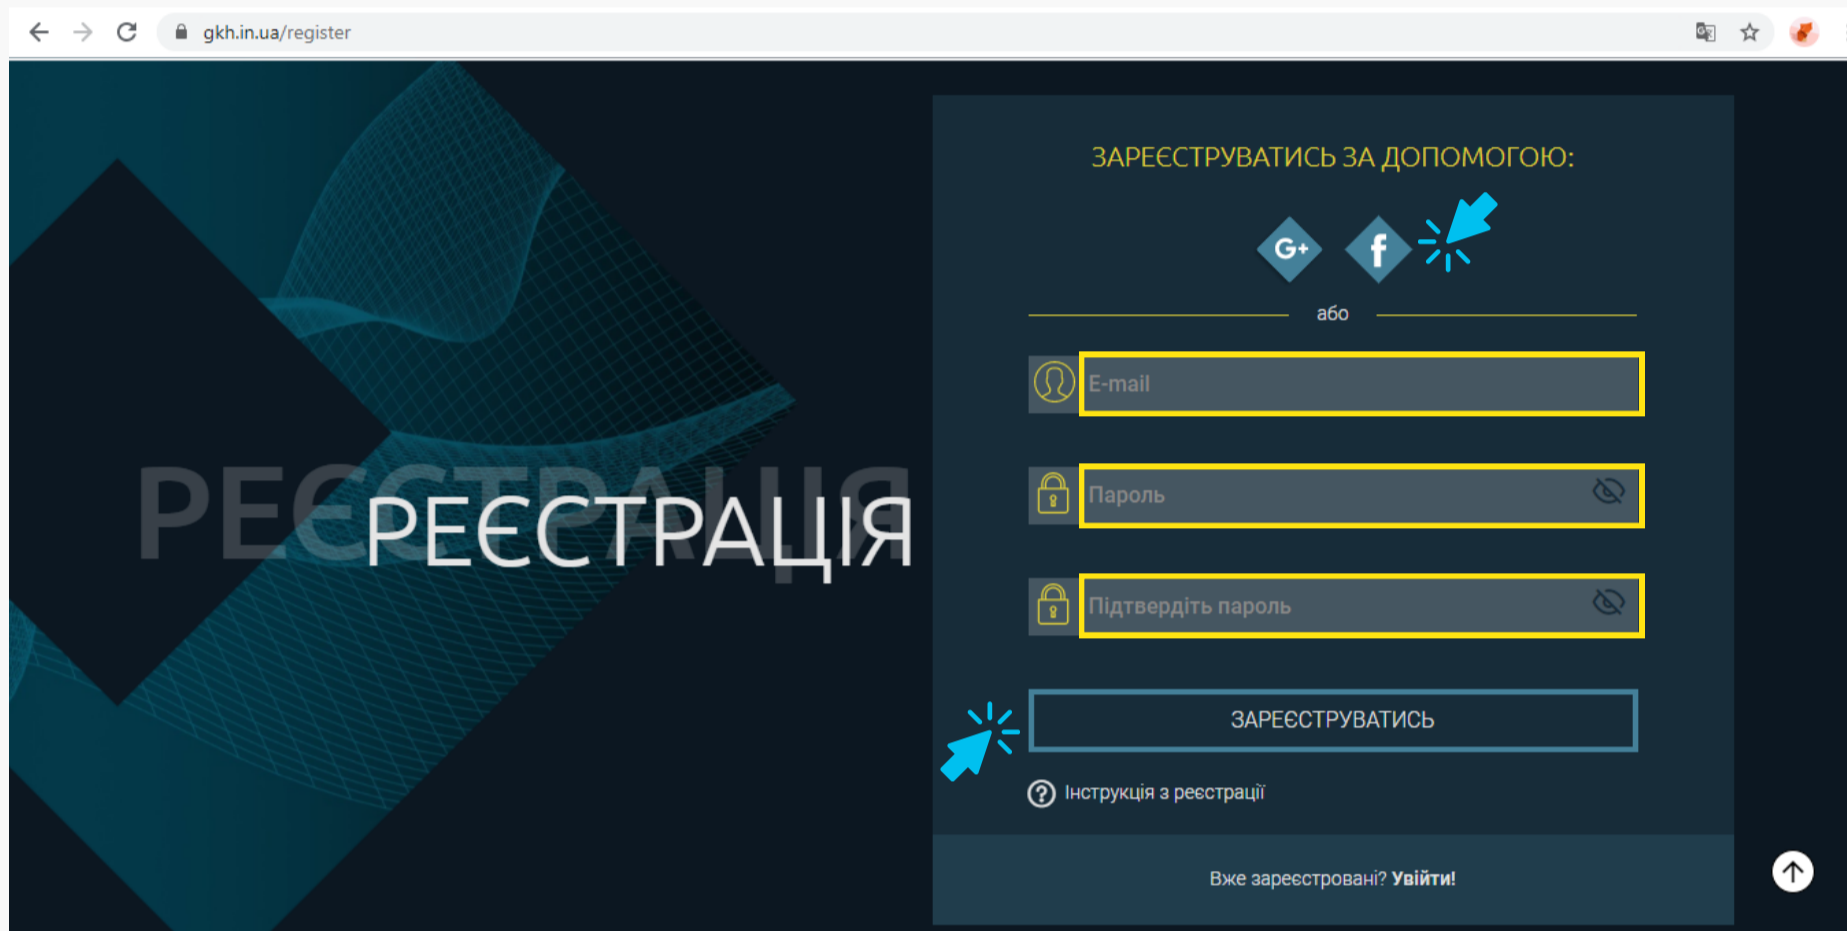 gkh.in.ua/register
РЕЄСТРАЦІЯ
РЕЄСТРАЦІЯ
ЗАРЕЄСТРУВАТИСЬ ЗА ДОПОМОГОЮ:
G+ f
або
E-mail
Пароль
Підтвердіть пароль
ЗАРЕЄСТРУВАТИСЬ
? Інструкція з реєстрації
Вже зареєстровані? Увійти!